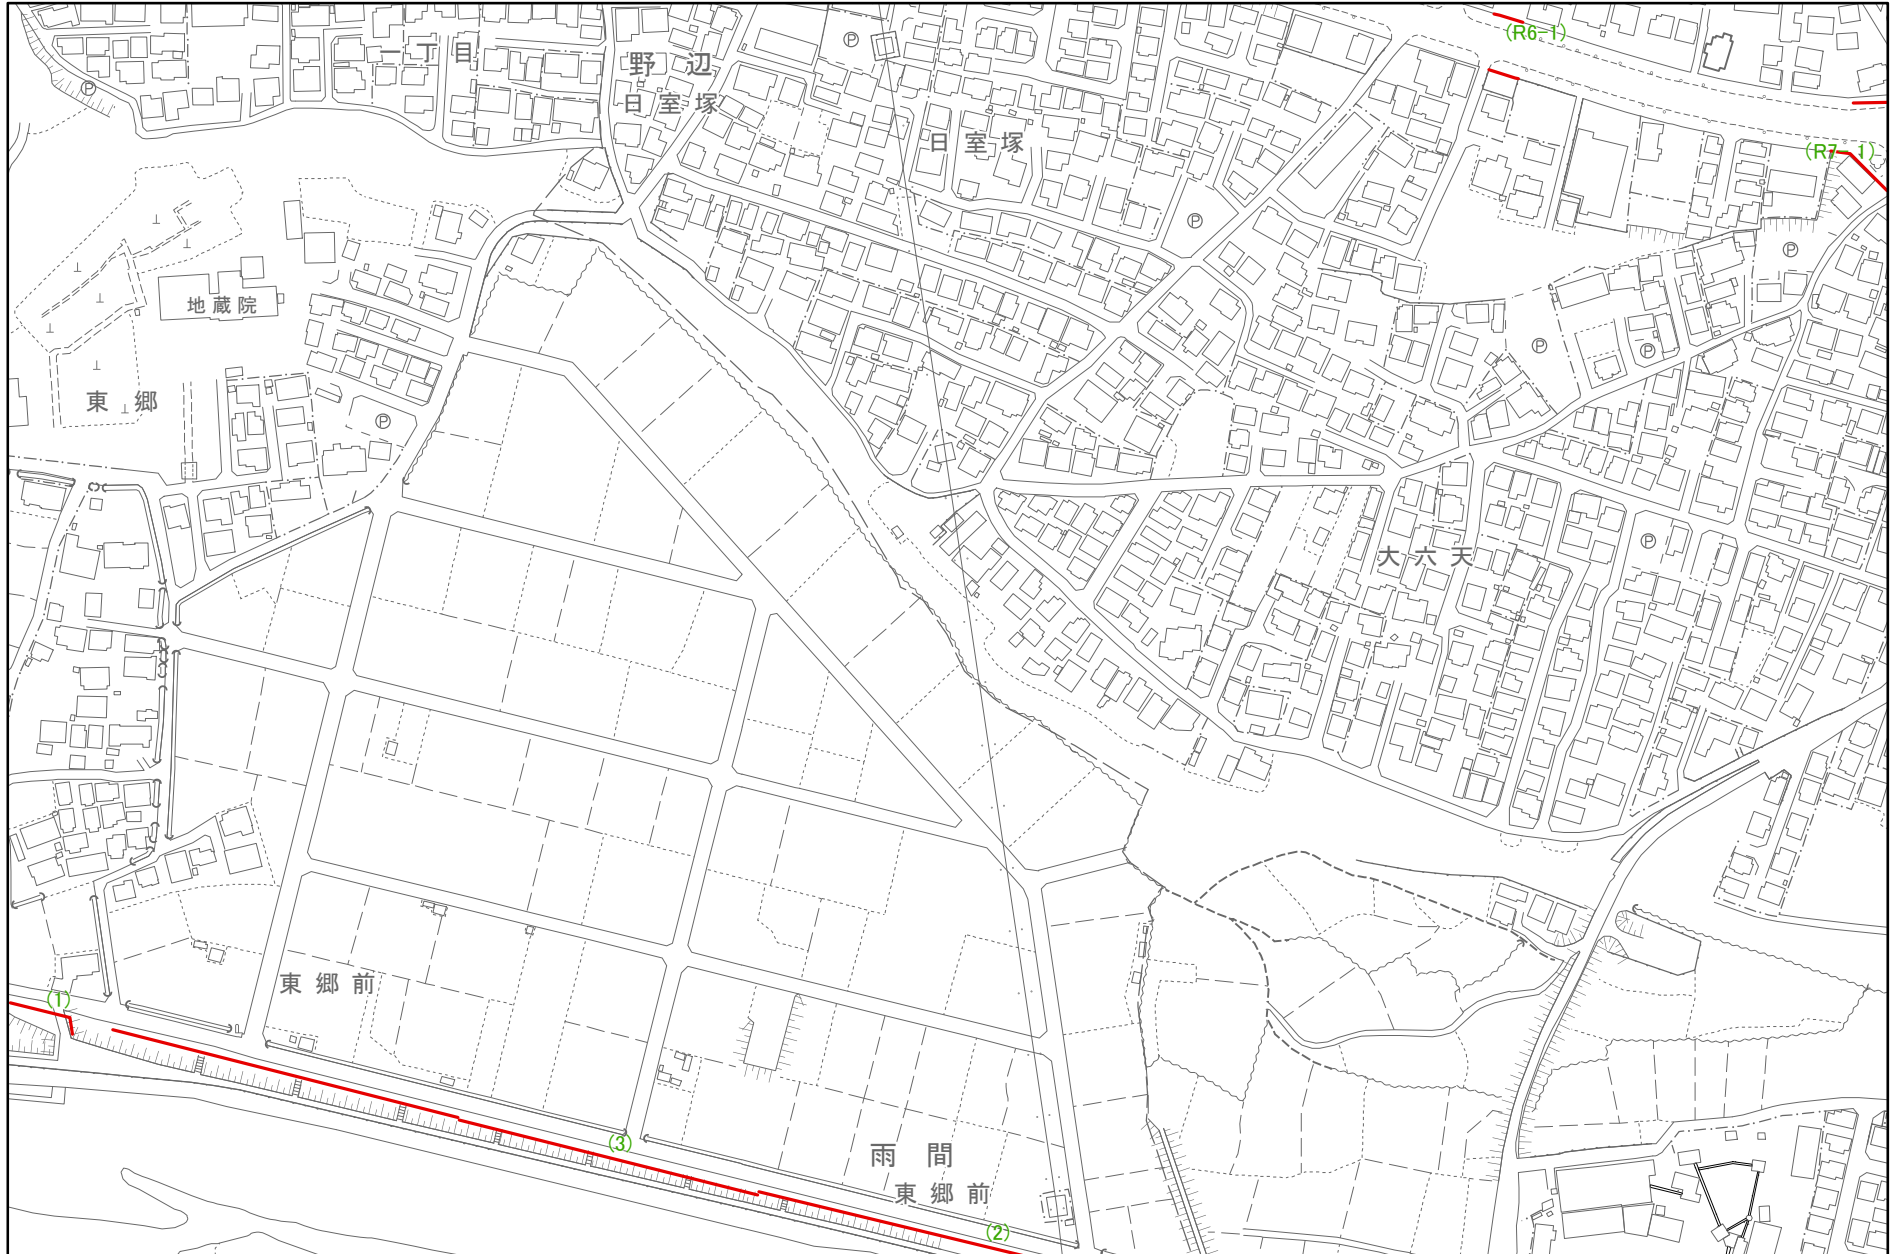 (R6-1)
一丁目
野辺
日室塚
日室塚
(R7-1)
地蔵院
東郷
大六天
東郷前
(1)
(3)
雨間
東郷前
(2)
Ⓟ
Ⓟ
Ⓟ
Ⓟ
Ⓟ
Ⓟ
Ⓟ
Ⓟ